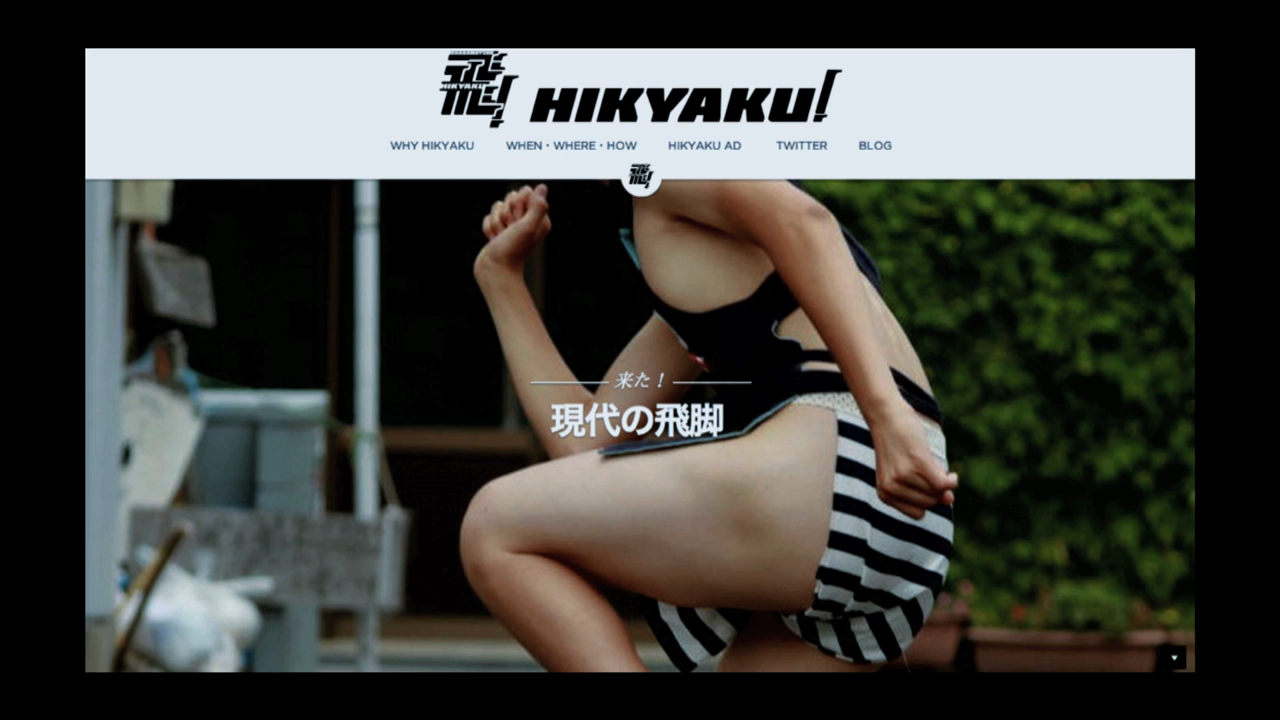 飛脚!
HIKYAKU
HIKYAKU!
WHY HIKYAKU
WHEN・WHERE・HOW
HIKYAKU AD
TWITTER
BLOG
来た!
現代の飛脚